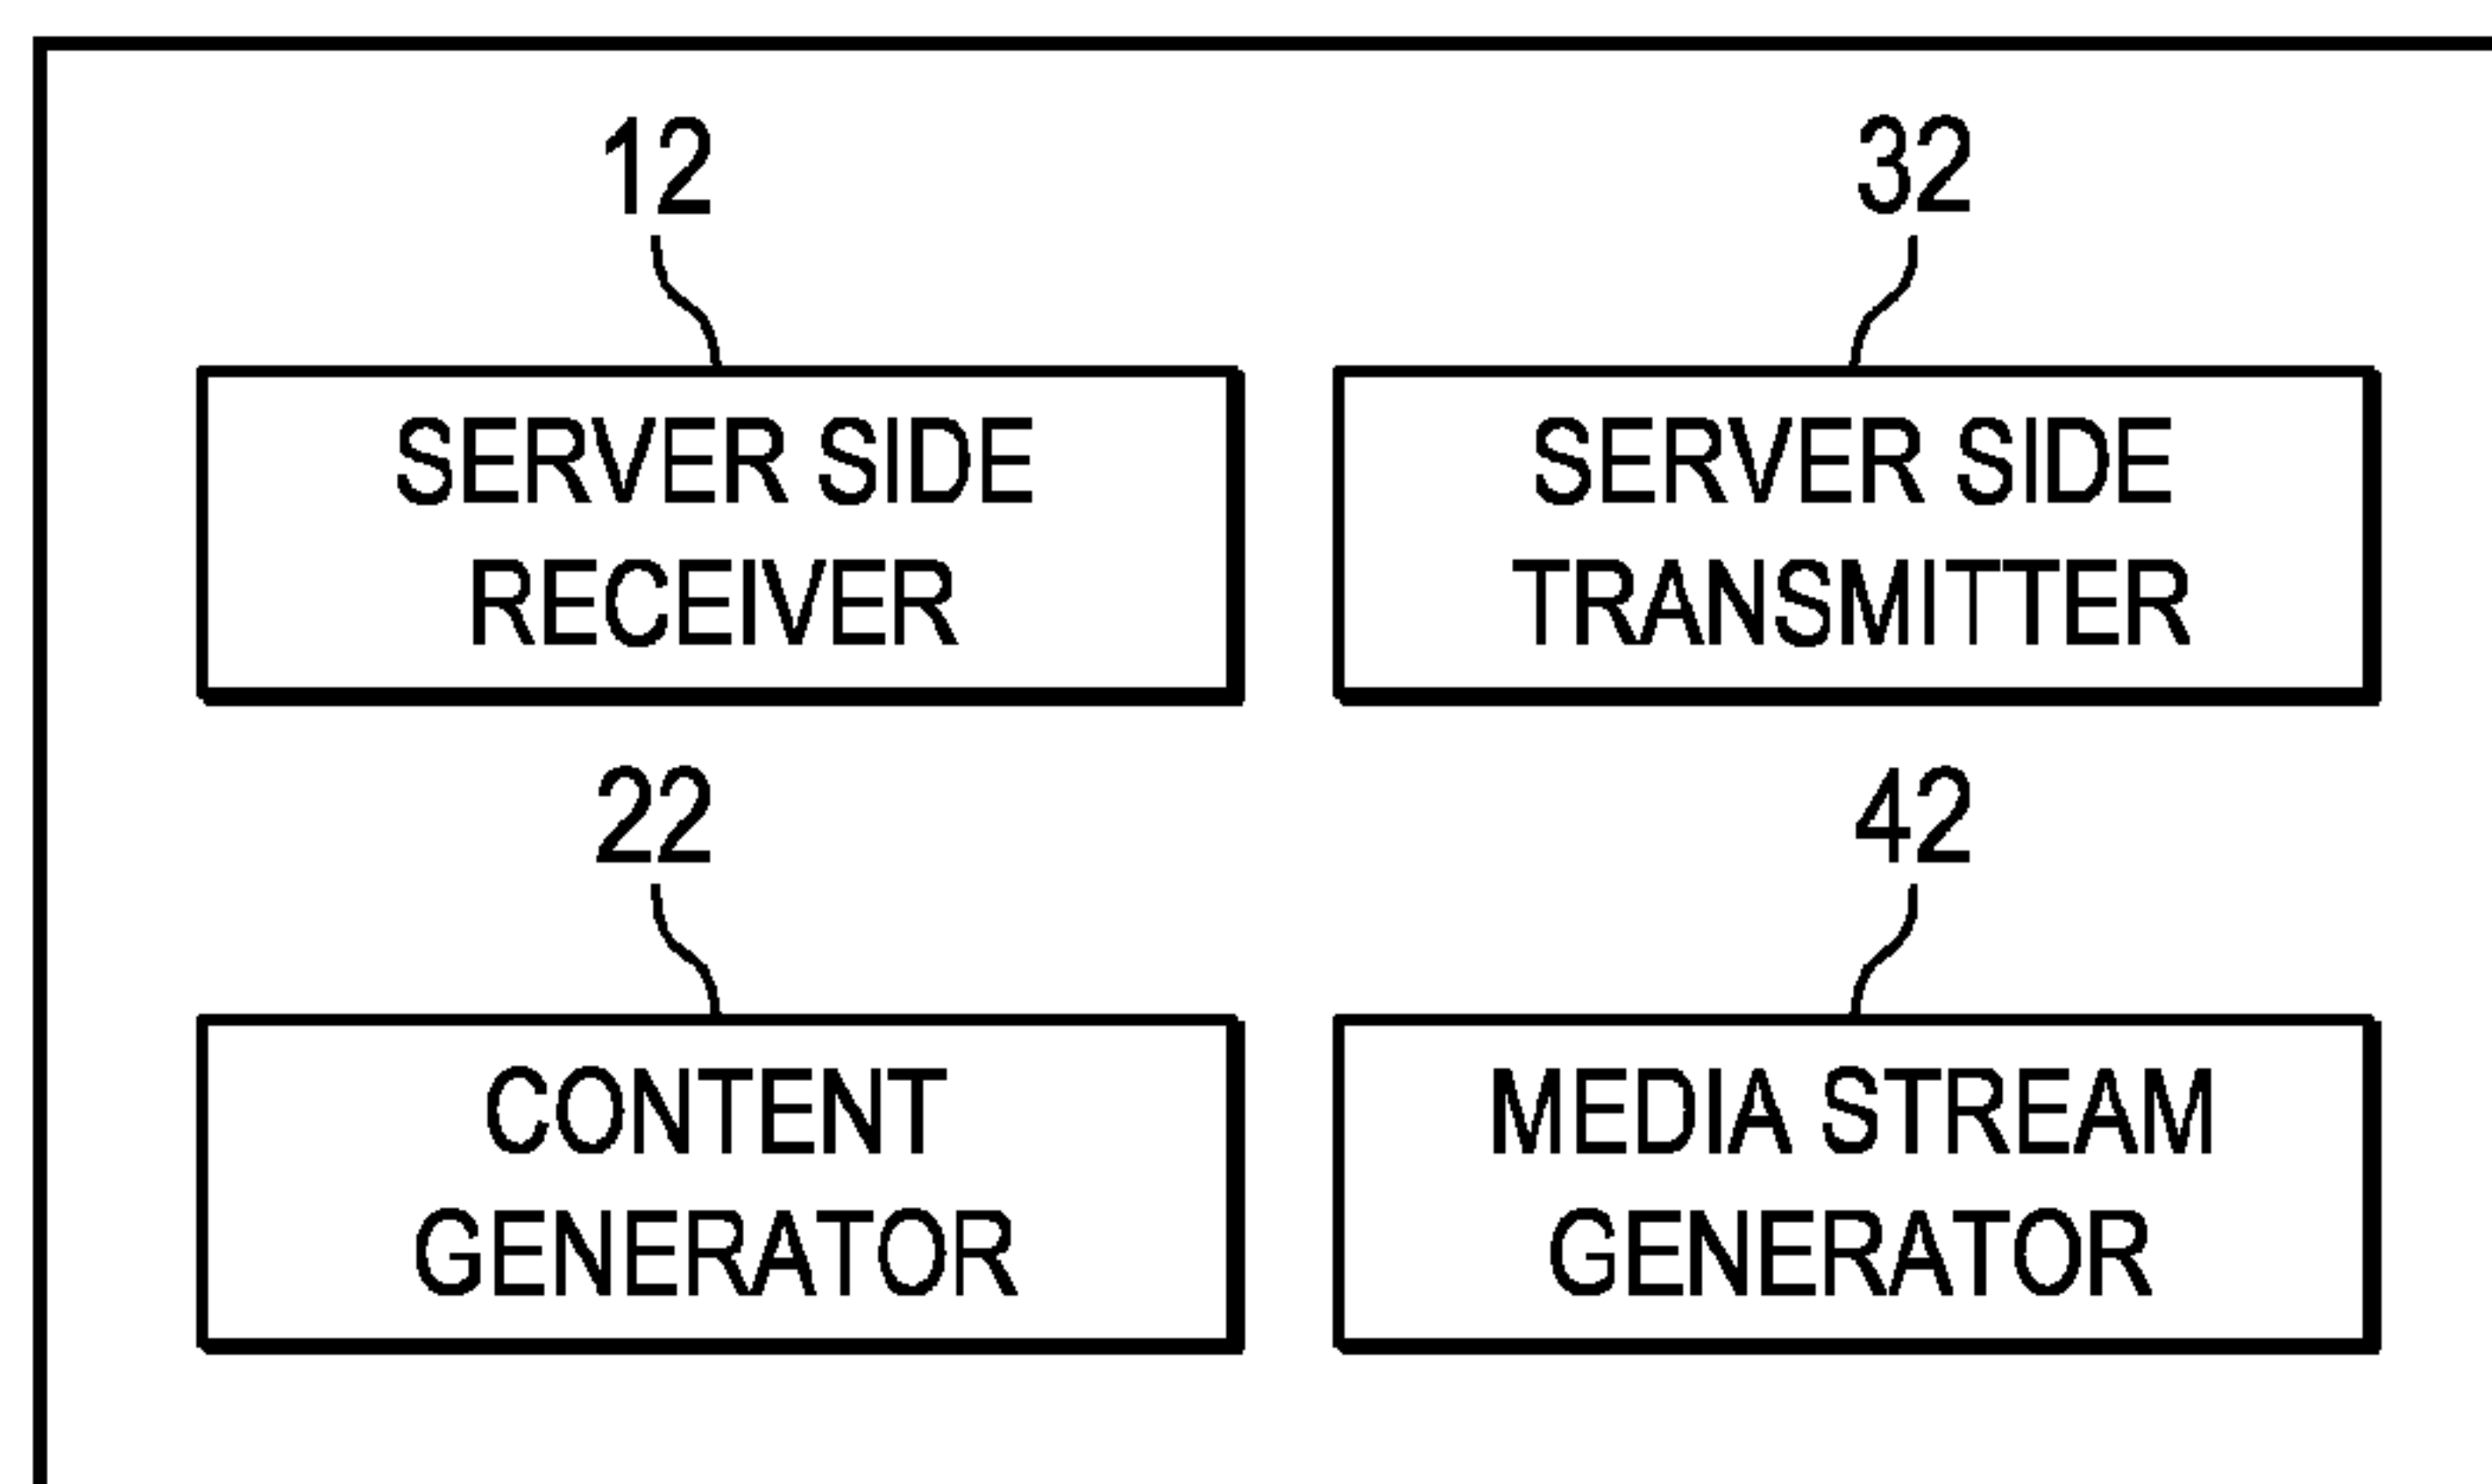 12
32
SERVER SIDE
RECEIVER
SERVER SIDE
TRANSMITTER
22
42
CONTENT
GENERATOR
MEDIA STREAM
GENERATOR